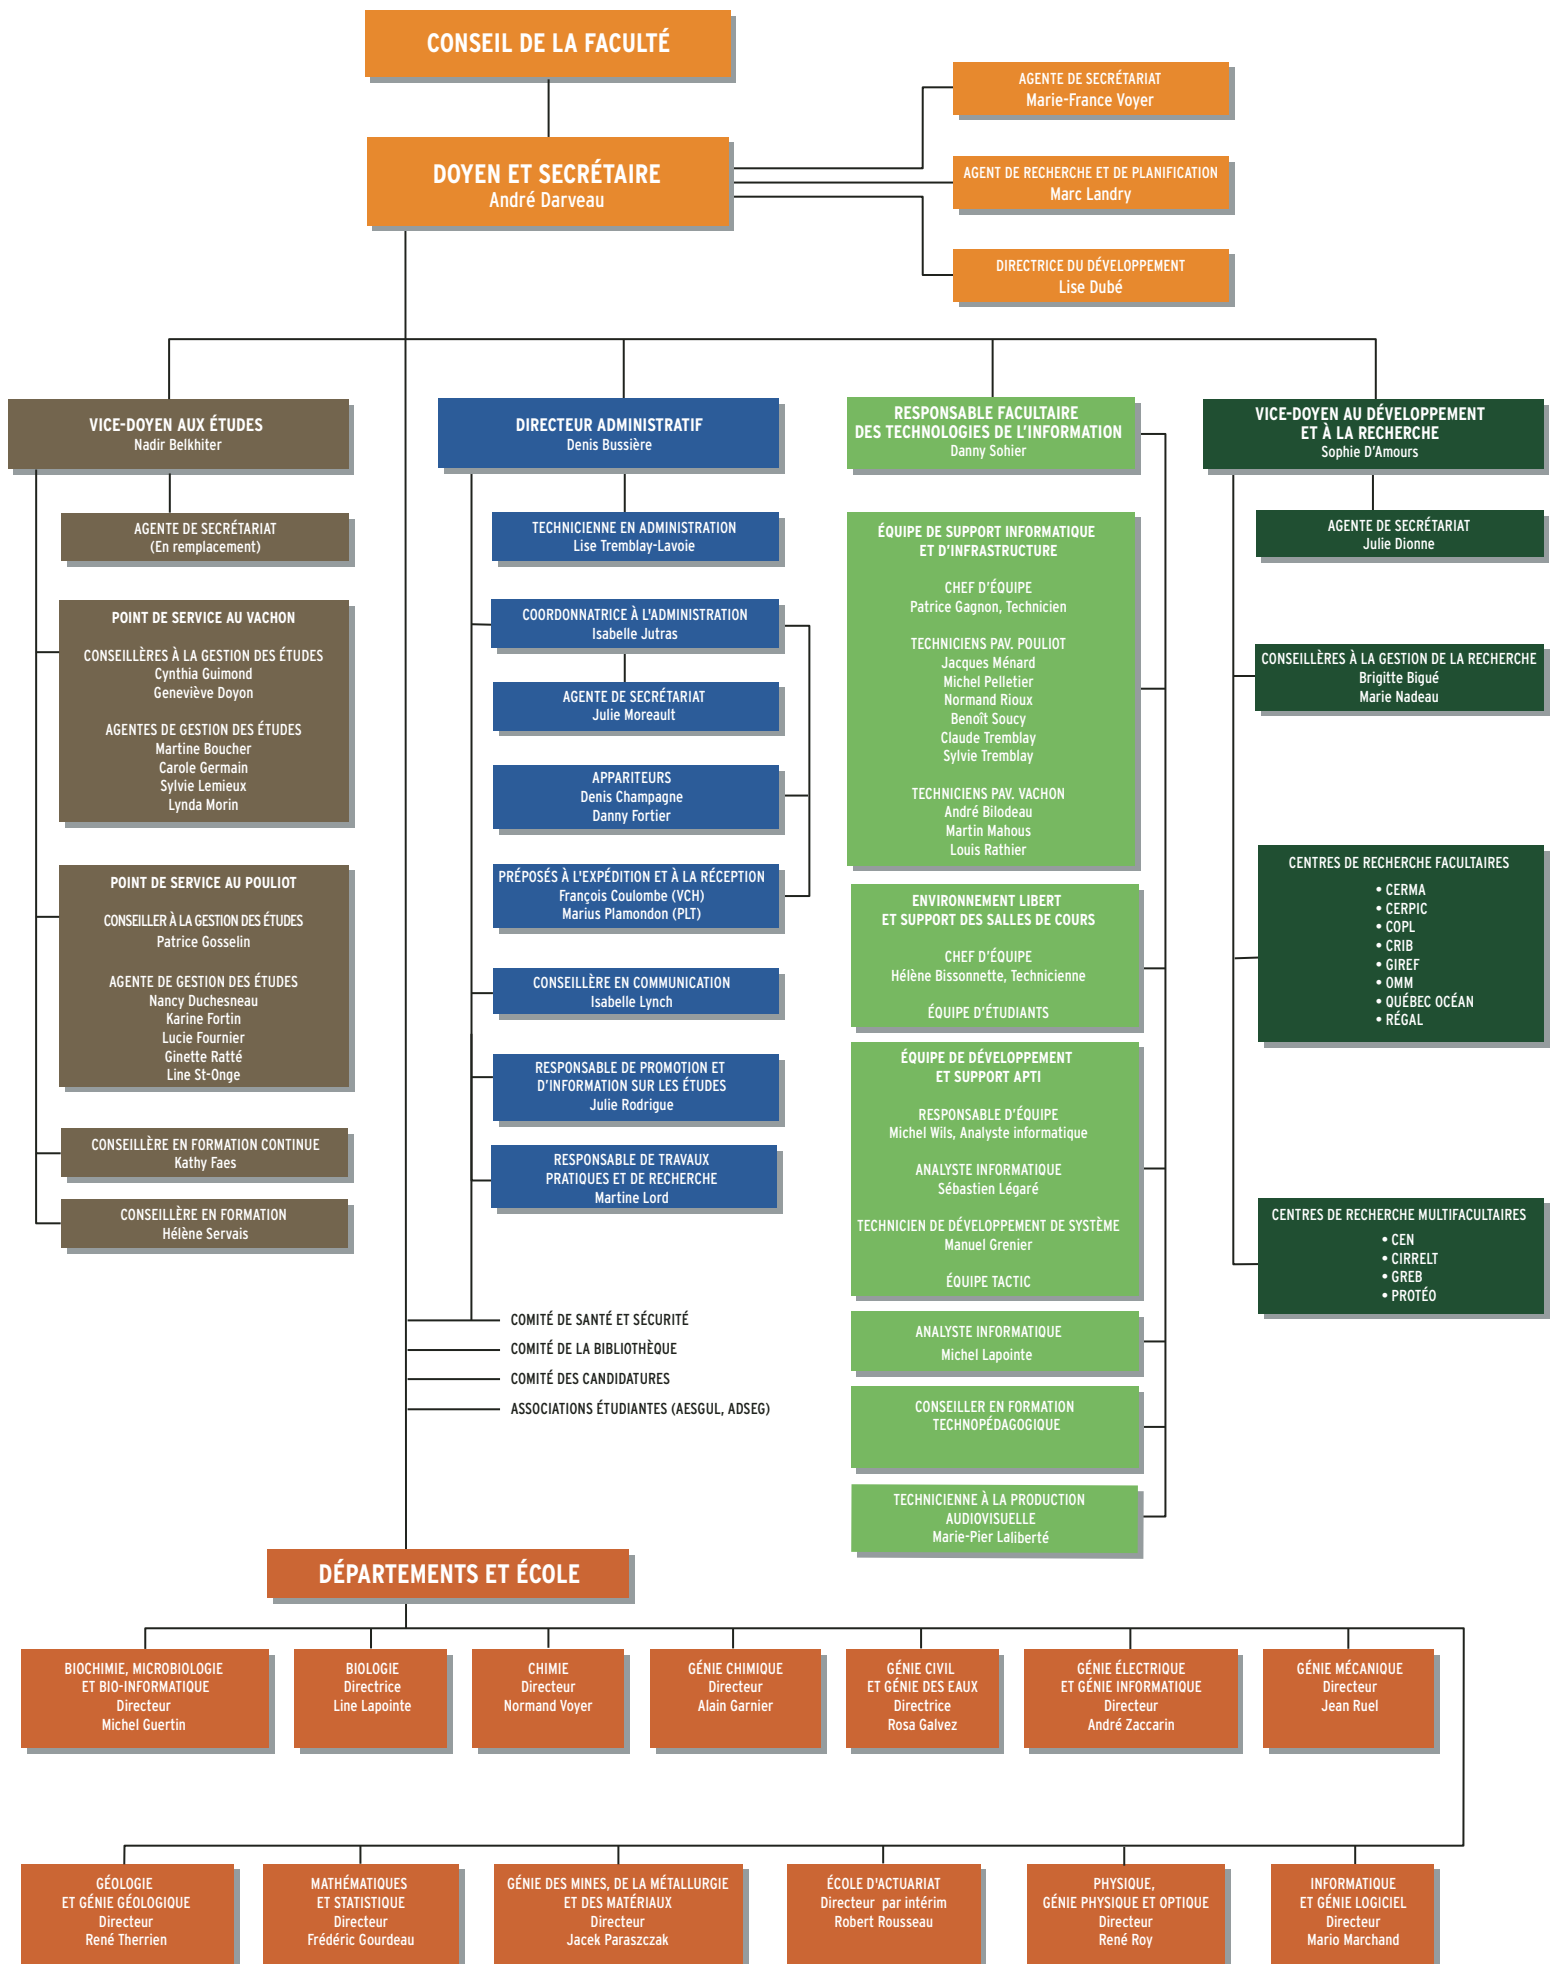 CONSEIL DE LA FACULTÉ
DOYEN ET SECRÉTAIRE
André Darveau
AGENTE DE SECRÉTARIAT
Marie-France Voyer
AGENT DE RECHERCHE ET DE PLANIFICATION
Marc Landry
DIRECTRICE DU DÉVELOPPEMENT
Lise Dubé
VICE-DOYEN AUX ÉTUDES
Nadir Belkhiter
AGENTE DE SECRÉTARIAT
(En remplacement)
POINT DE SERVICE AU VACHON
CONSEILLÈRES À LA GESTION DES ÉTUDES
Cynthia Guimond
Geneviève Doyon
AGENTES DE GESTION DES ÉTUDES
Martine Boucher
Carole Germain
Sylvie Lemieux
Lynda Morin
POINT DE SERVICE AU POULIOT
CONSEILLER À LA GESTION DES ÉTUDES
Patrice Gosselin
AGENTE DE GESTION DES ÉTUDES
Nancy Duchesneau
Karine Fortin
Lucie Fournier
Ginette Ratté
Line St-Onge
CONSEILLÈRE EN FORMATION CONTINUE
Kathy Faes
CONSEILLÈRE EN FORMATION
Hélène Servais
DIRECTEUR ADMINISTRATIF
Denis Bussière
TECHNICIENNE EN ADMINISTRATION
Lise Tremblay-Lavoie
COORDONNATRICE À L'ADMINISTRATION
Isabelle Jutras
AGENTE DE SECRÉTARIAT
Julie Moreault
APPARITEURS
Denis Champagne
Danny Fortier
PRÉPOSÉS À L'EXPÉDITION ET À LA RÉCEPTION
François Coulombe (VCH)
Marius Plamondon (PLT)
CONSEILLÈRE EN COMMUNICATION
Isabelle Lynch
RESPONSABLE DE PROMOTION ET
D'INFORMATION SUR LES ÉTUDES
Julie Rodrigue
RESPONSABLE DE TRAVAUX
PRATIQUES ET DE RECHERCHE
Martine Lord
COMITÉ DE SANTÉ ET SÉCURITÉ
COMITÉ DE LA BIBLIOTHÈQUE
COMITÉ DES CANDIDATURES
ASSOCIATIONS ÉTUDIANTES (AESGUL, ADSEG)
RESPONSABLE FACULTAIRE
DES TECHNOLOGIES DE L'INFORMATION
Danny Sohier
ÉQUIPE DE SUPPORT INFORMATIQUE
ET D'INFRASTRUCTURE
CHEF D'ÉQUIPE
Patrice Gagnon, Technicien
TECHNICIENS PAV. POULIOT
Jacques Ménard
Michel Pelletier
Normand Rioux
Benoît Soucy
Claude Tremblay
Sylvie Tremblay
TECHNICIENS PAV. VACHON
André Bilodeau
Martin Mahous
Louis Rathier
ENVIRONNEMENT LIBERT
ET SUPPORT DES SALLES DE COURS
CHEF D'ÉQUIPE
Hélène Bissonnette, Technicienne
ÉQUIPE D'ÉTUDIANTS
ÉQUIPE DE DÉVELOPPEMENT
ET SUPPORT APTI
RESPONSABLE D'ÉQUIPE
Michel Wils, Analyste informatique
ANALYSTE INFORMATIQUE
Sébastien Légaré
TECHNICIEN DE DÉVELOPPEMENT DE SYSTÈME
Manuel Grenier
ÉQUIPE TACTIC
ANALYSTE INFORMATIQUE
Michel Lapointe
CONSEILLER EN FORMATION
TECHNOPÉDAGOGIQUE
TECHNICIENNE À LA PRODUCTION
AUDIOVISUELLE
Marie-Pier Laliberté
VICE-DOYEN AU DÉVELOPPEMENT
ET À LA RECHERCHE
Sophie D'Amours
AGENTE DE SECRÉTARIAT
Julie Dionne
CONSEILLÈRES À LA GESTION DE LA RECHERCHE
Brigitte Bigué
Marie Nadeau
CENTRES DE RECHERCHE FACULTAIRES
• CERMA
• CERPIC
• COPL
• CRIB
• GIREF
• OMM
• QUÉBEC OCÉAN
• RÉGAL
CENTRES DE RECHERCHE MULTIFACULTAIRES
• CEN
• CIRRELT
• GREB
• PROTÉO
DÉPARTEMENTS ET ÉCOLE
BIOCHIMIE, MICROBIOLOGIE
ET BIO-INFORMATIQUE
Directeur
Michel Guertin
BIOLOGIE
Directrice
Line Lapointe
CHIMIE
Directeur
Normand Voyer
GÉNIE CHIMIQUE
Directeur
Alain Garnier
GÉNIE CIVIL
ET GÉNIE DES EAUX
Directrice
Rosa Galvez
GÉNIE ÉLECTRIQUE
ET GÉNIE INFORMATIQUE
Directeur
André Zaccarin
GÉNIE MÉCANIQUE
Directeur
Jean Ruel
GÉOLOGIE
ET GÉNIE GÉOLOGIQUE
Directeur
René Therrien
MATHÉMATIQUES
ET STATISTIQUE
Directeur
Frédéric Gourdeau
GÉNIE DES MINES, DE LA MÉTALLURGIE
ET DES MATÉRIAUX
Directeur
Jacek Paraszczak
ÉCOLE D'ACTUARIAT
Directeur par intérim
Robert Rousseau
PHYSIQUE,
GÉNIE PHYSIQUE ET OPTIQUE
Directeur
René Roy
INFORMATIQUE
ET GÉNIE LOGICIEL
Directeur
Mario Marchand